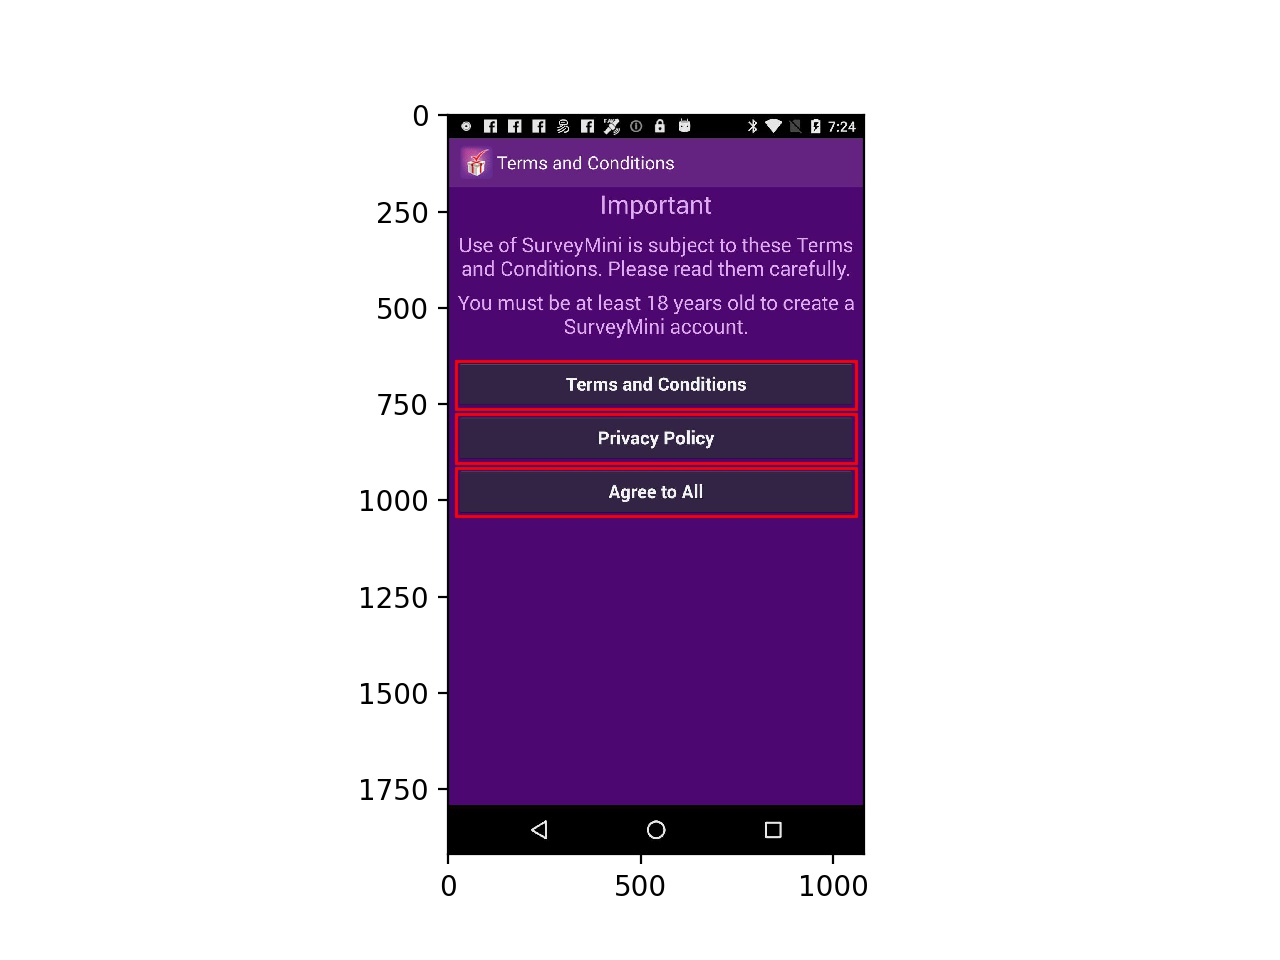 0
250
500
750
1000
1250
1500
1750
7:24
Terms and Conditions
Important
Use of SurveyMini is subject to these Terms
and Conditions. Please read them carefully.
You must be at least 18 years old to create a
SurveyMini account.
Terms and Conditions
Privacy Policy
Agree to All
0
500
1000